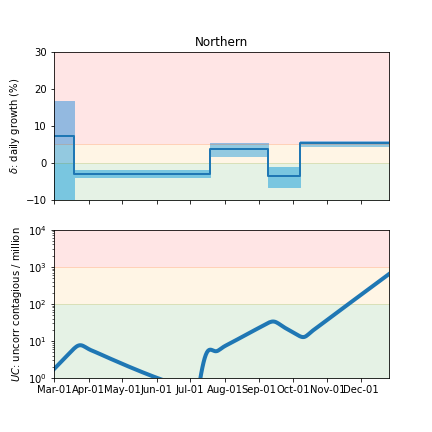 Northern
30
20
10
0
−10
δ: daily growth (%)
10⁴
10³
10²
10¹
10⁰
UC: uncorr contagious / million
Mar-01 Apr-01 May-01 Jun-01 Jul-01 Aug-01 Sep-01 Oct-01 Nov-01 Dec-01